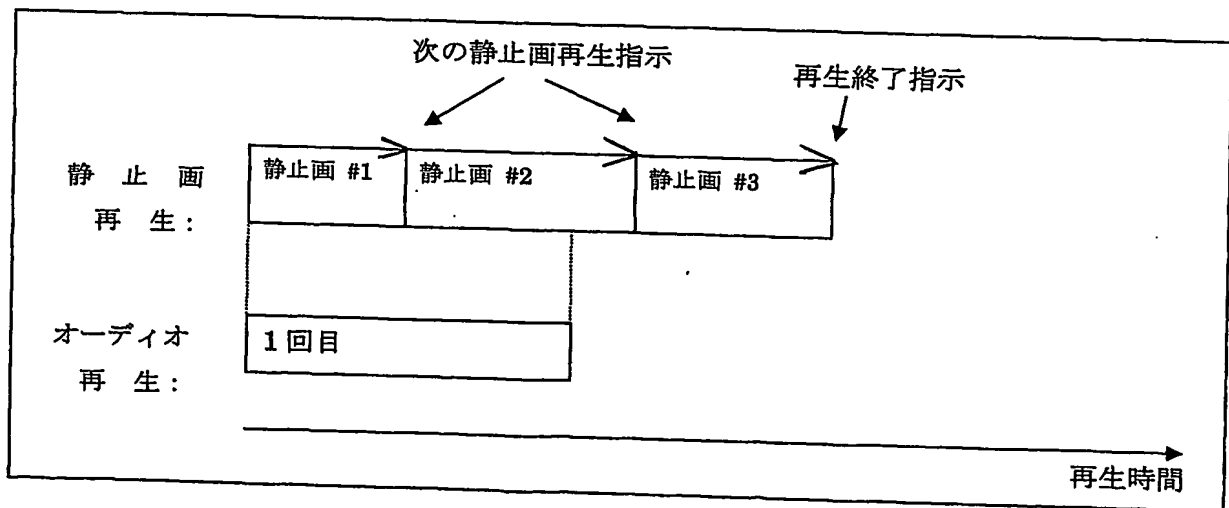 次の静止画再生指示
再生終了指示
静 止 画
再 生：
静止画 #1
静止画 #2
静止画 #3
オーディオ
再 生：
1回目
再生時間